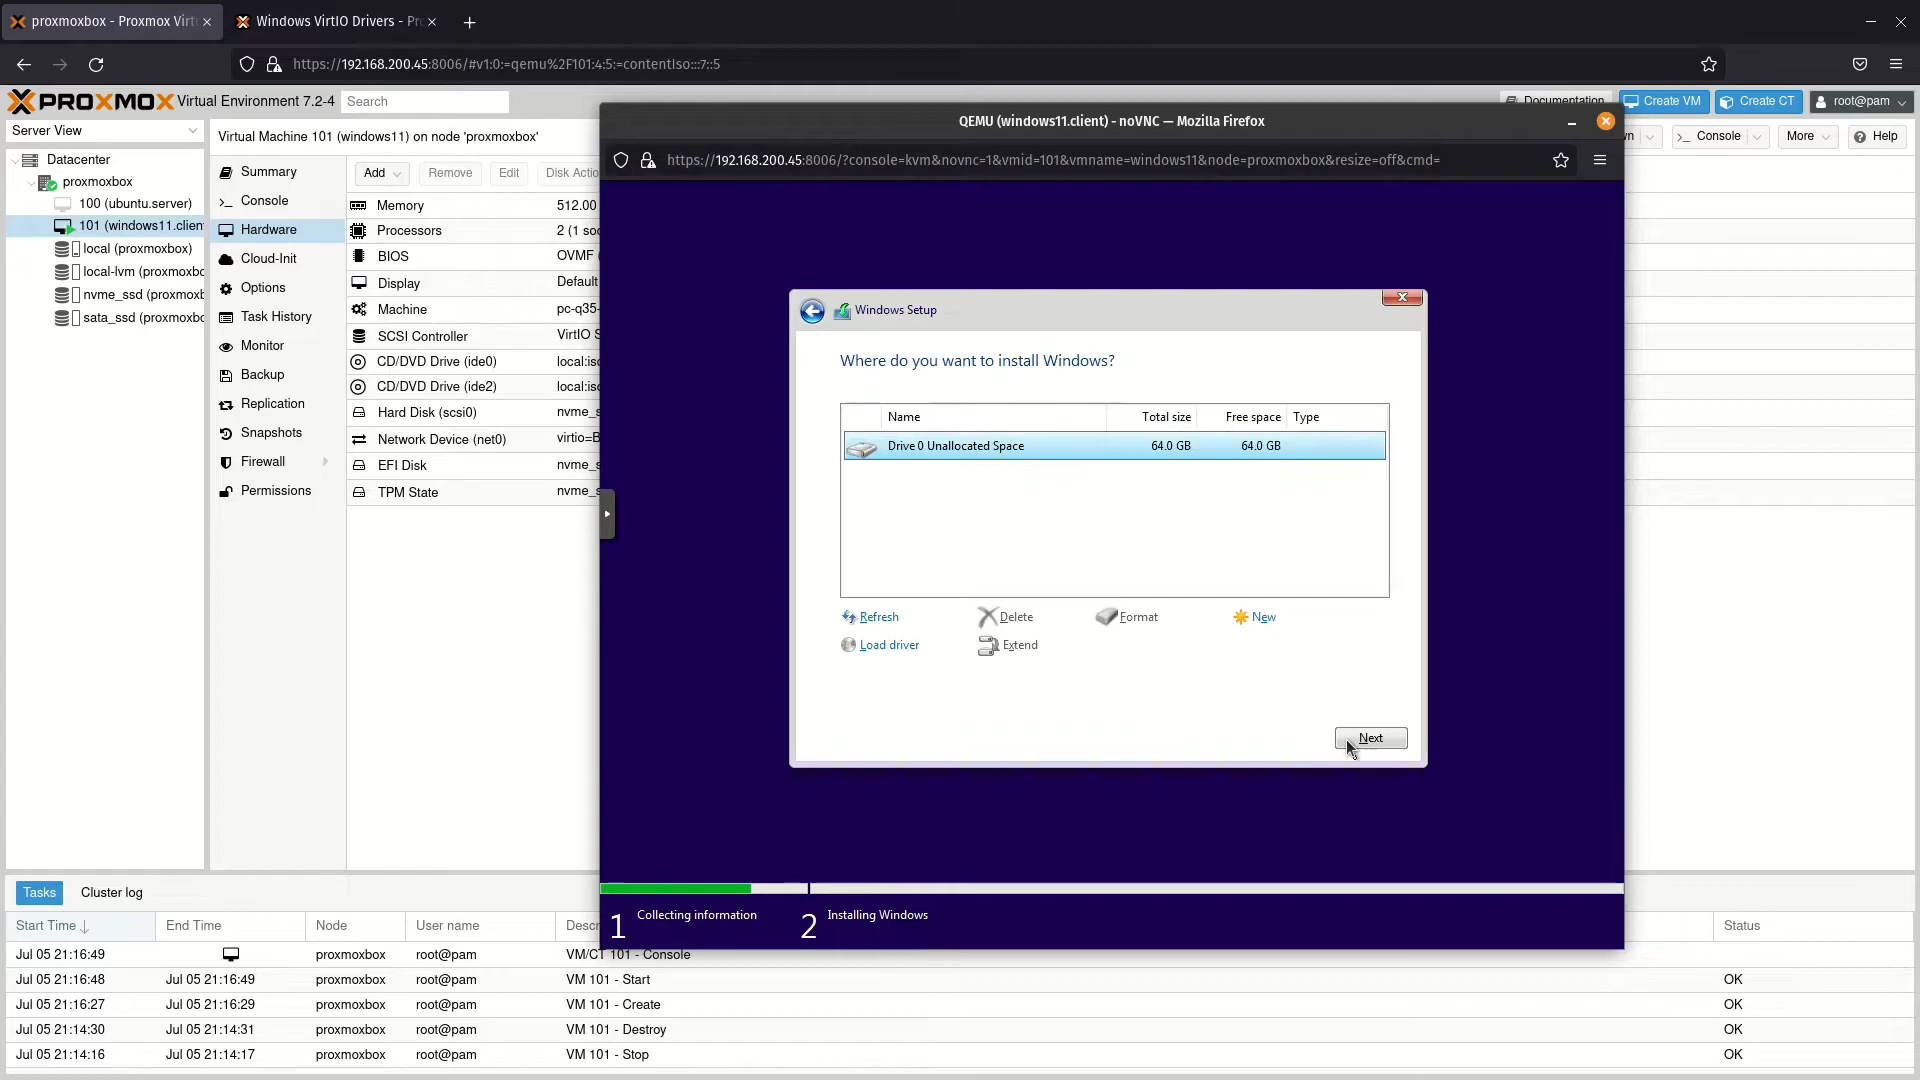 proxmoxbox - Proxmox Virt
Windows VirtIO Drivers - Pr
https://192.168.200.45:8006/#v1:0:=qemu%2F101:4:5:=contentIso:::7::5
PROXMOX Virtual Environment 7.2-4
Search
Documentation
Create VM
Create CT
root@pam
Server View
Virtual Machine 101 (windows11) on node 'proxmoxbox'
Console
More
Help
Datacenter
proxmoxbox
100 (ubuntu.server)
101 (windows11.client
local (proxmoxbox)
local-lvm (proxmoxbo
nvme_ssd (proxmoxb
sata_ssd (proxmoxbo
Summary
Console
Hardware
Cloud-Init
Options
Task History
Monitor
Backup
Replication
Snapshots
Firewall
Permissions
Add
Remove
Edit
Disk Actio
Memory 512.00
Processors 2 (1 soc
BIOS OVMF (
Display Default
Machine pc-q35-
SCSI Controller VirtIO S
CD/DVD Drive (ide0) local:iso
CD/DVD Drive (ide2) local:iso
Hard Disk (scsi0) nvme_s
Network Device (net0) virtio=B
EFI Disk nvme_s
TPM State nvme_s
QEMU (windows11.client) - noVNC — Mozilla Firefox
https://192.168.200.45:8006/?console=kvm&novnc=1&vmid=101&vmname=windows11&node=proxmoxbox&resize=off&cmd=
Windows Setup
Where do you want to install Windows?
Name Total size Free space Type
Drive 0 Unallocated Space 64.0 GB 64.0 GB
Refresh Delete Format New
Load driver Extend
Next
1 Collecting information 2 Installing Windows
Tasks Cluster log
Start Time End Time Node User name Descr Status
Jul 05 21:16:49 proxmoxbox root@pam VM/CT 101 - Console
Jul 05 21:16:48 Jul 05 21:16:49 proxmoxbox root@pam VM 101 - Start OK
Jul 05 21:16:27 Jul 05 21:16:29 proxmoxbox root@pam VM 101 - Create OK
Jul 05 21:14:30 Jul 05 21:14:31 proxmoxbox root@pam VM 101 - Destroy OK
Jul 05 21:14:16 Jul 05 21:14:17 proxmoxbox root@pam VM 101 - Stop OK